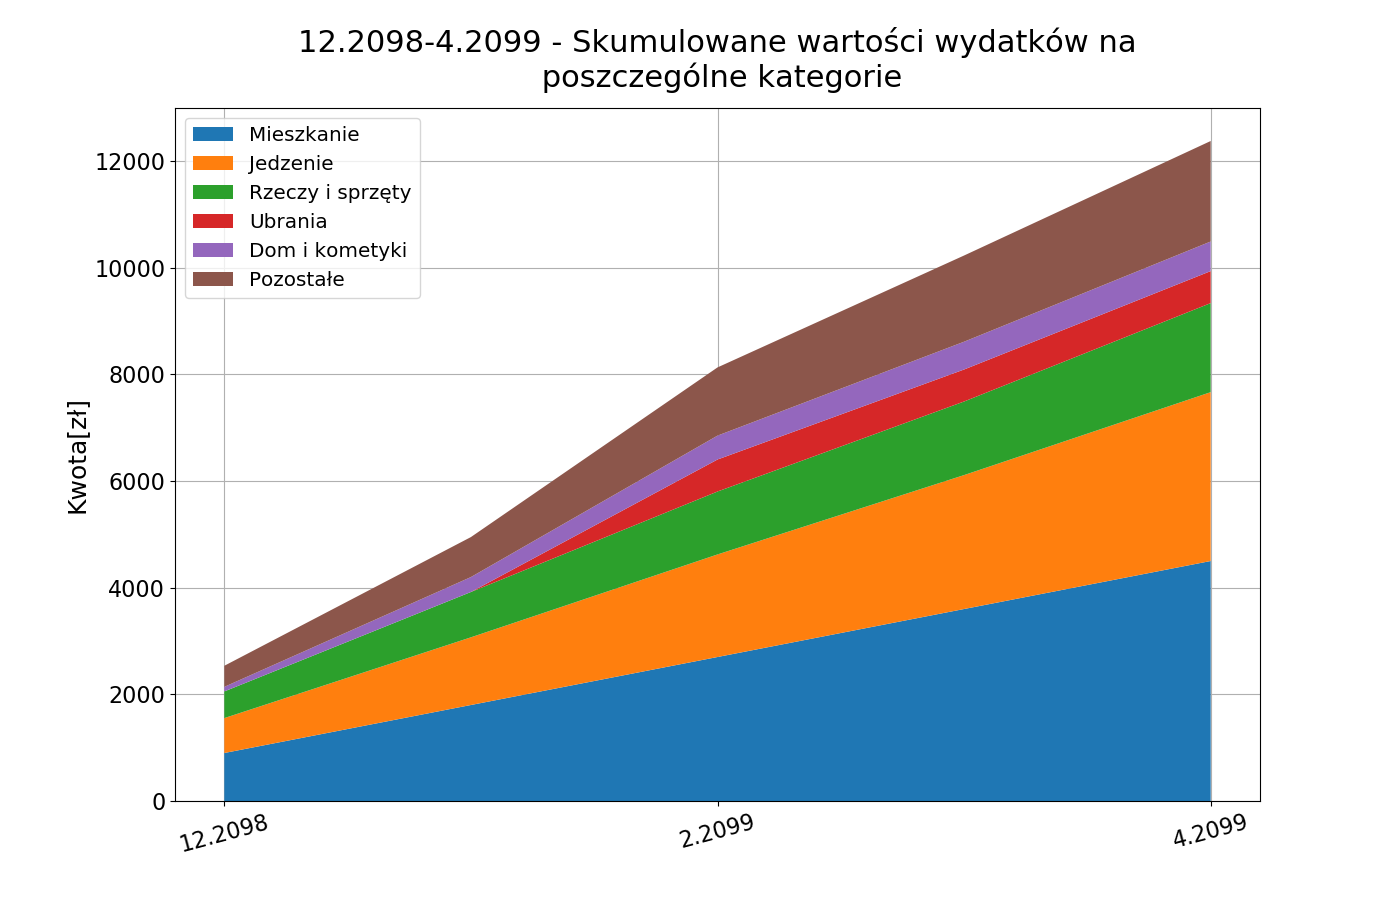 12.2098-4.2099 - Skumulowane wartości wydatków na
poszczególne kategorie
Mieszkanie
Jedzenie
Rzeczy i sprzęty
Ubrania
Dom i kometyki
Pozostałe
Kwota[zł]
12000
10000
8000
6000
4000
2000
0
12.2098
2.2099
4.2099